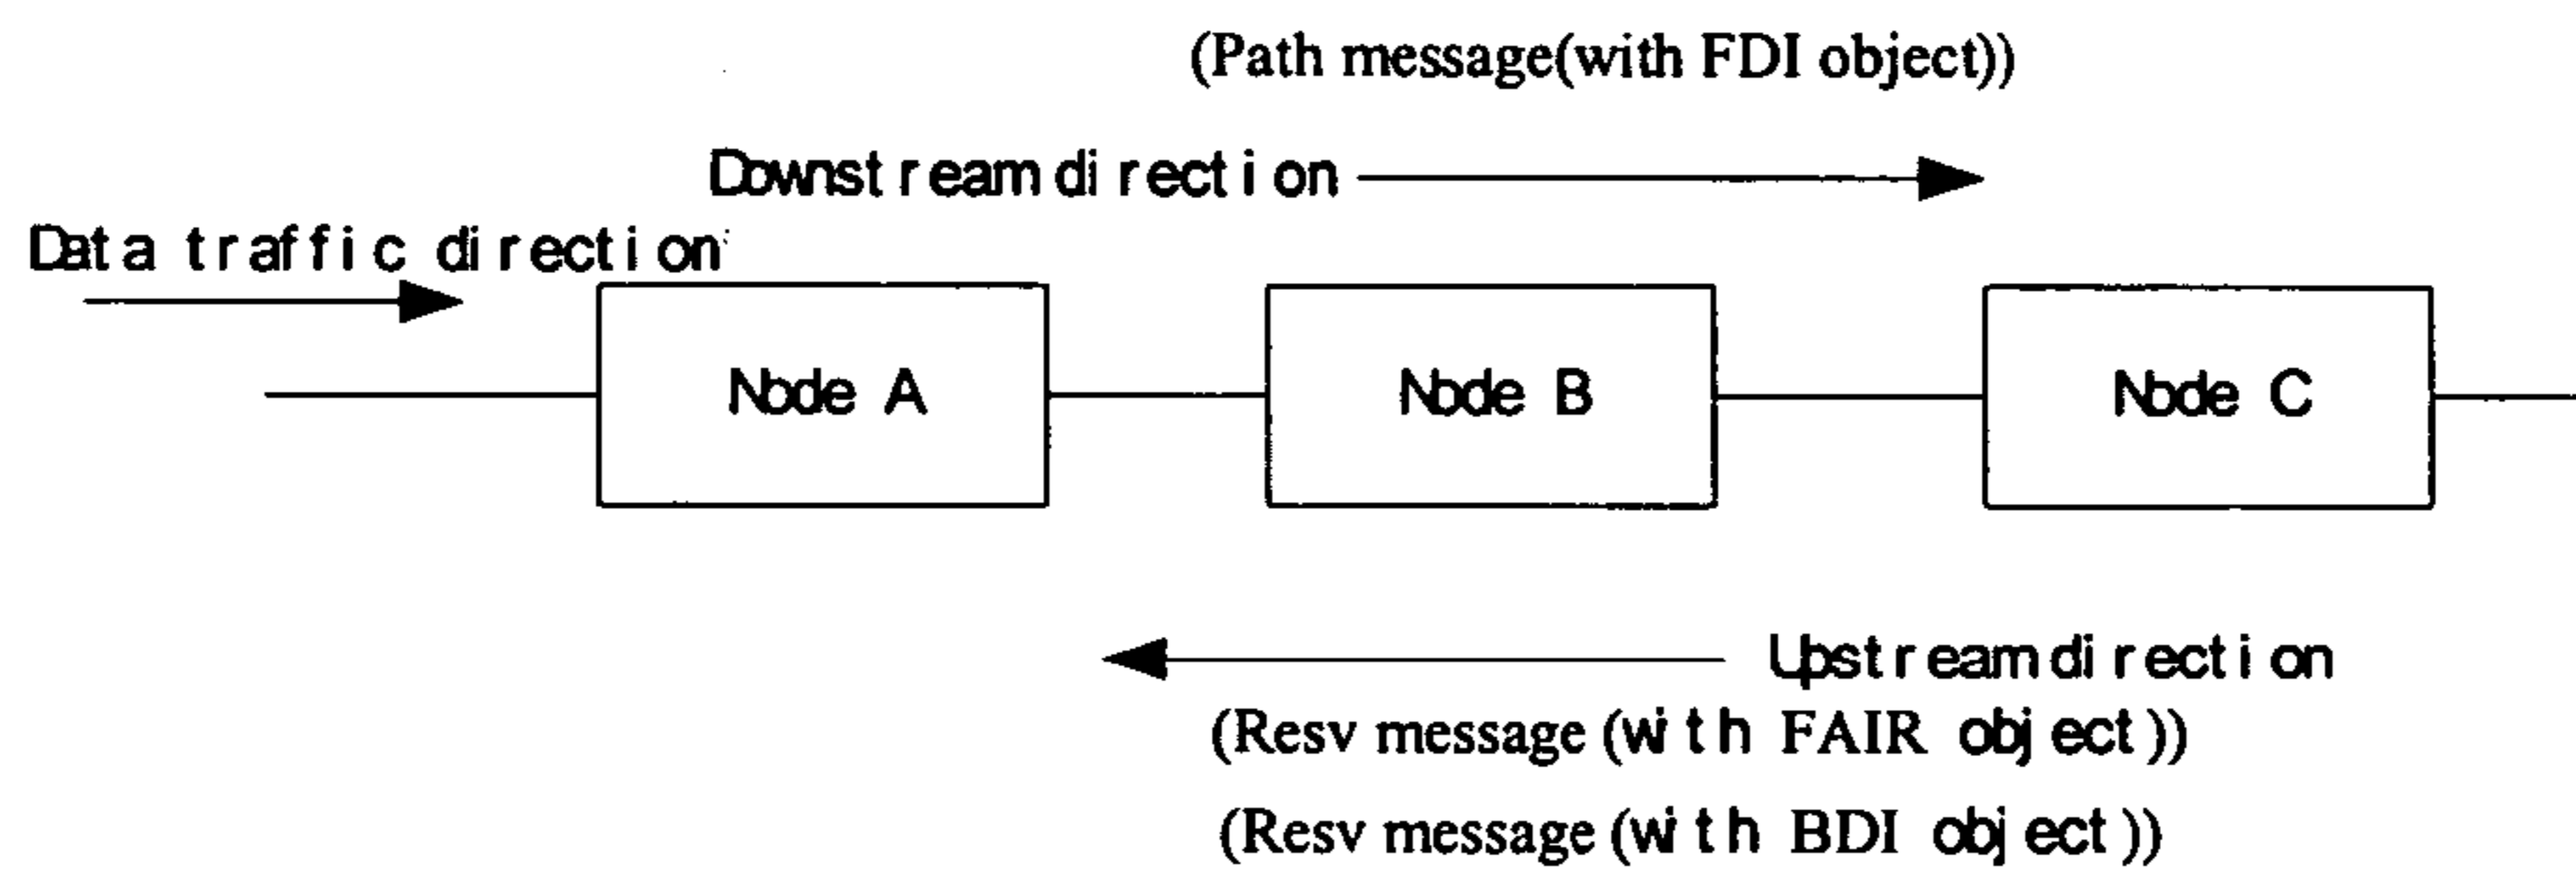 (Path message(with FDI object))
Downstream direction
Data traffic direction
Node A
Node B
Node C
Upstream direction
(Resv message (with FAIR object))
(Resv message (with BDI object))